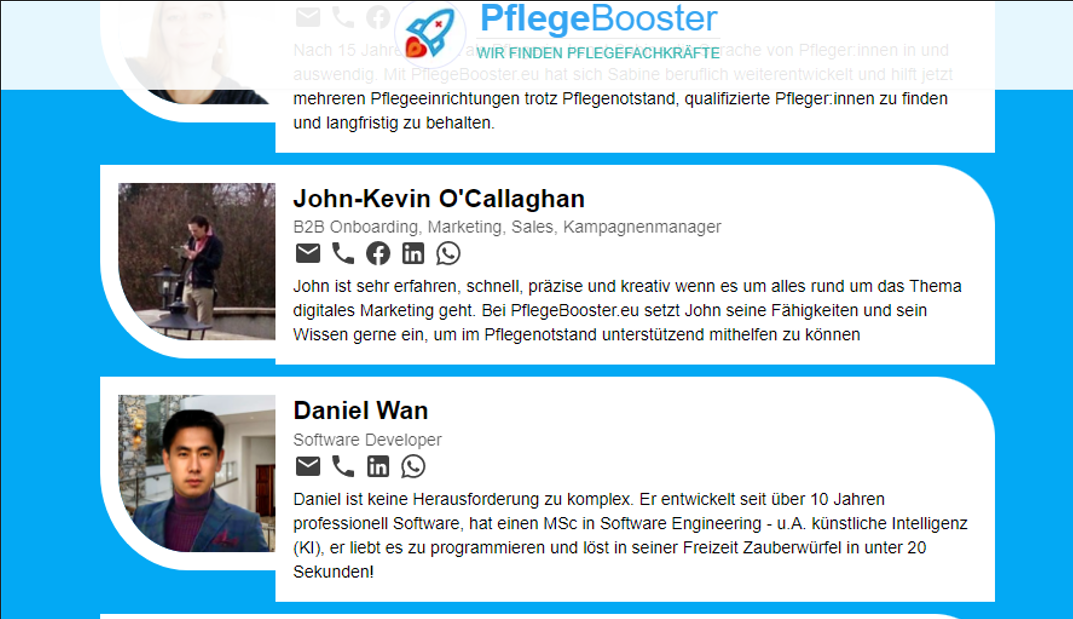 PflegeBooster
WIR FINDEN PFLEGEFACHKRÄFTE
Nach 15 Jahre Sprache von Pfleger:innen in und
auswendig. Mit PflegeBooster.eu hat sich Sabine beruflich weiterentwickelt und hilft jetzt
mehreren Pflegeeinrichtungen trotz Pflegenotstand, qualifizierte Pfleger:innen zu finden
und langfristig zu behalten.
John-Kevin O'Callaghan
B2B Onboarding, Marketing, Sales, Kampagnenmanager
John ist sehr erfahren, schnell, präzise und kreativ wenn es um alles rund um das Thema
digitales Marketing geht. Bei PflegeBooster.eu setzt John seine Fähigkeiten und sein
Wissen gerne ein, um im Pflegenotstand unterstützend mithelfen zu können
Daniel Wan
Software Developer
Daniel ist keine Herausforderung zu komplex. Er entwickelt seit über 10 Jahren
professionell Software, hat einen MSc in Software Engineering - u.A. künstliche Intelligenz
(KI), er liebt es zu programmieren und löst in seiner Freizeit Zauberwürfel in unter 20
Sekunden!